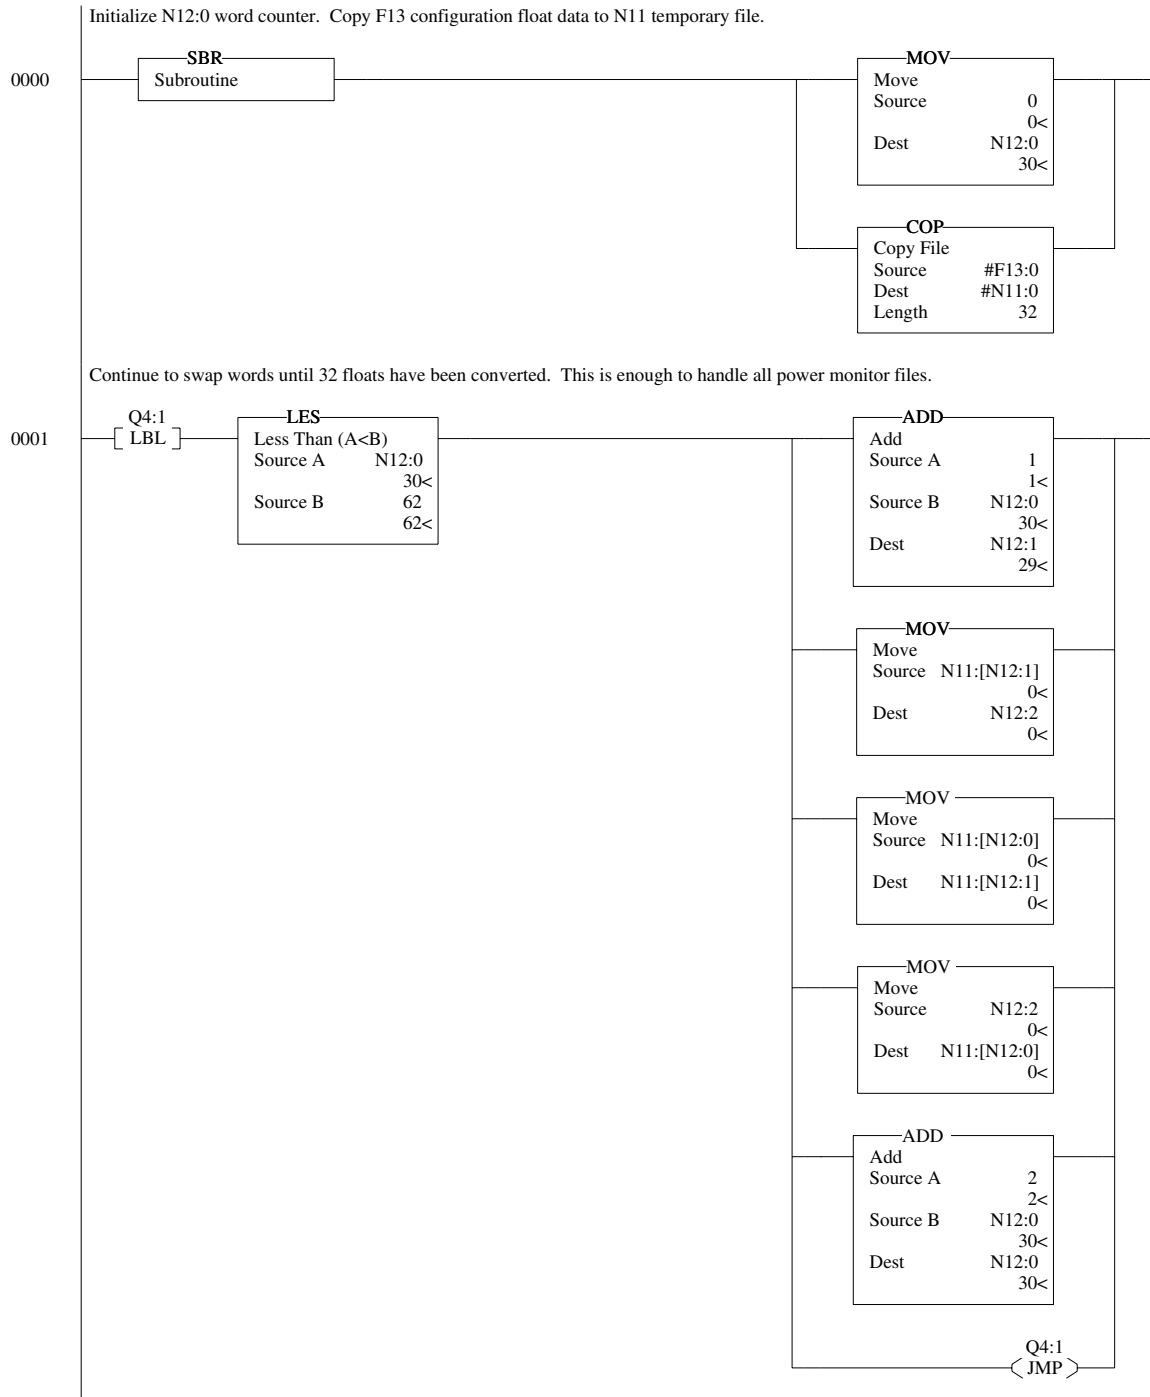 Initialize N12:0 word counter.  Copy F13 configuration float data to N11 temporary file.
0000
SBR
Subroutine
MOV
Move
Source 0
0<
Dest N12:0
30<
COP
Copy File
Source #F13:0
Dest #N11:0
Length 32
Continue to swap words until 32 floats have been converted.  This is enough to handle all power monitor files.
0001
Q4:1
LBL
LES
Less Than (A<B)
Source A N12:0
30<
Source B 62
62<
ADD
Add
Source A 1
1<
Source B N12:0
30<
Dest N12:1
29<
MOV
Move
Source N11:[N12:1]
0<
Dest N12:2
0<
MOV
Move
Source N11:[N12:0]
0<
Dest N11:[N12:1]
0<
MOV
Move
Source N12:2
0<
Dest N11:[N12:0]
0<
ADD
Add
Source A 2
2<
Source B N12:0
30<
Dest N12:0
30<
Q4:1
JMP